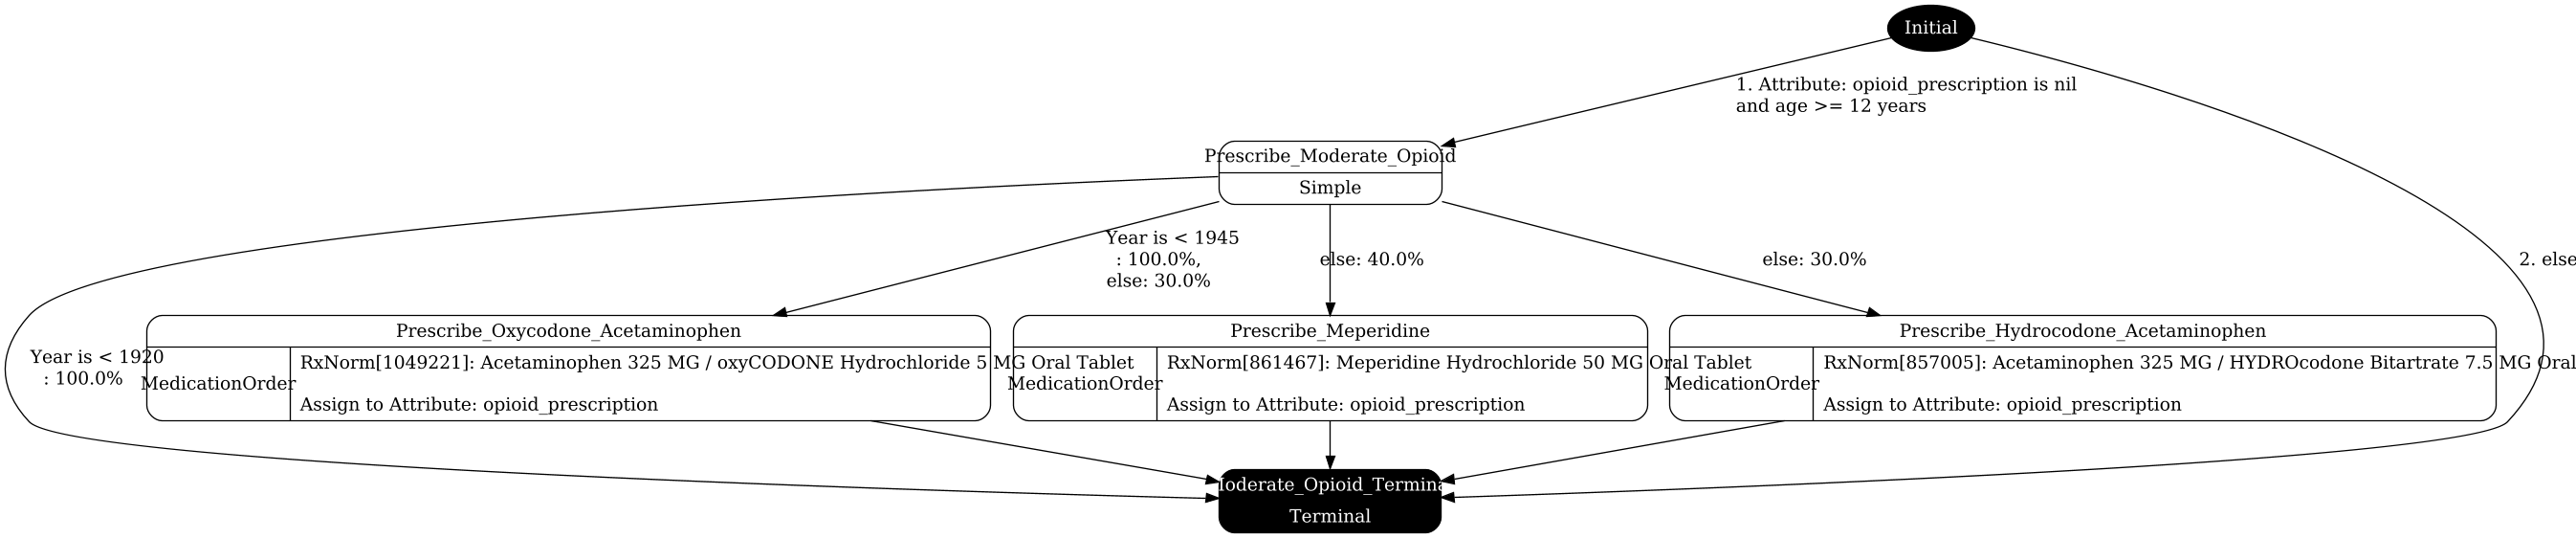 Initial
1. Attribute: opioid_prescription is nil
and age >= 12 years
Prescribe_Moderate_Opioid
Simple
Year is < 1945
: 100.0%,
else: 30.0%
else: 40.0%
else: 30.0%
2. else
Year is < 1920
: 100.0%
Prescribe_Oxycodone_Acetaminophen
MedicationOrder
RxNorm[1049221]: Acetaminophen 325 MG / oxyCODONE Hydrochloride 5 MG Oral Tablet
Assign to Attribute: opioid_prescription
Prescribe_Meperidine
MedicationOrder
RxNorm[861467]: Meperidine Hydrochloride 50 MG Oral Tablet
Assign to Attribute: opioid_prescription
Prescribe_Hydrocodone_Acetaminophen
MedicationOrder
RxNorm[857005]: Acetaminophen 325 MG / HYDROcodone Bitartrate 7.5 MG Oral
Assign to Attribute: opioid_prescription
oderate_Opioid_Termina
Terminal